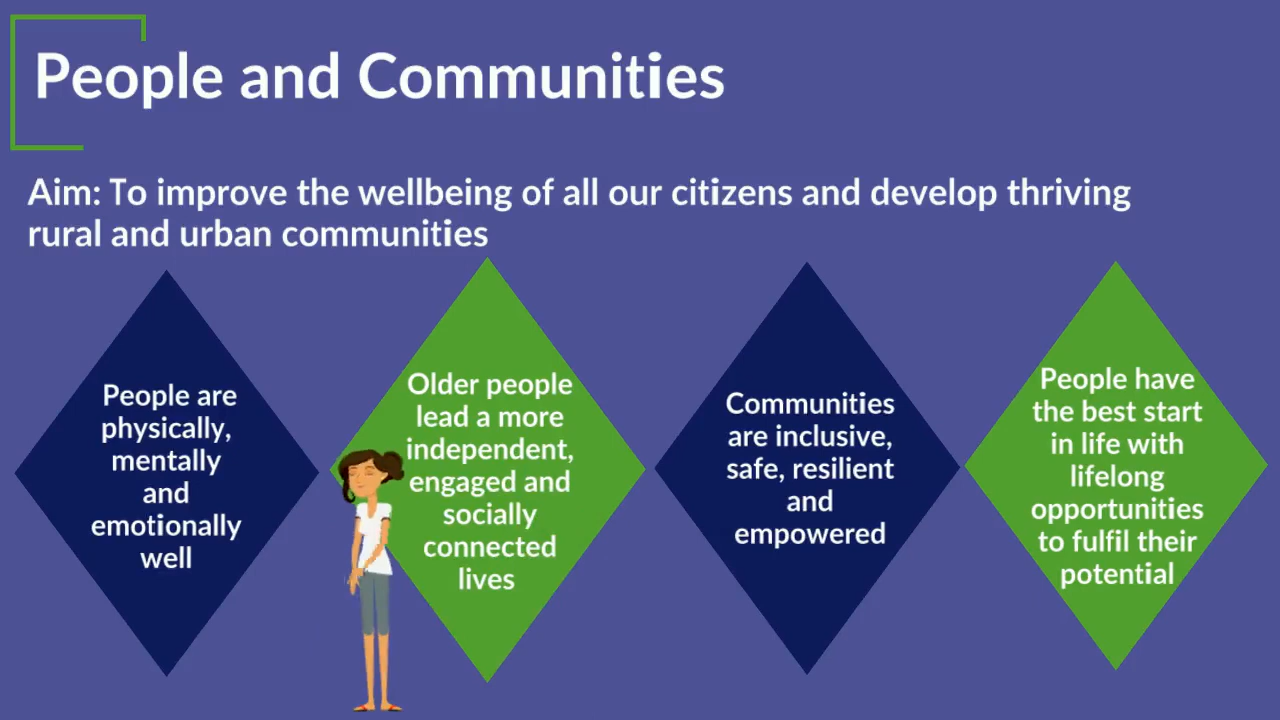 People and Communities
Aim: To improve the wellbeing of all our citizens and develop thriving
rural and urban communities
People are
physically,
mentally
and
emotionally
well
Older people
lead a more
independent,
engaged and
socially
connected
lives
Communities
are inclusive,
safe, resilient
and
empowered
People have
the best start
in life with
lifelong
opportunities
to fulfil their
potential